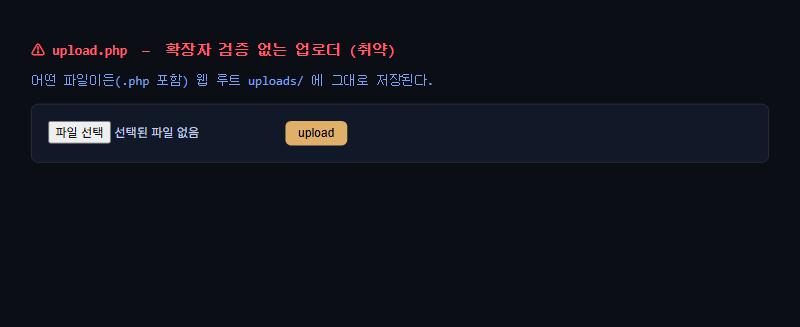 ⚠ upload.php — 확장자 검증 없는 업로더 (취약)
어떤 파일이든(.php 포함) 웹 루트 uploads/ 에 그대로 저장된다.
파일 선택 선택된 파일 없음 upload